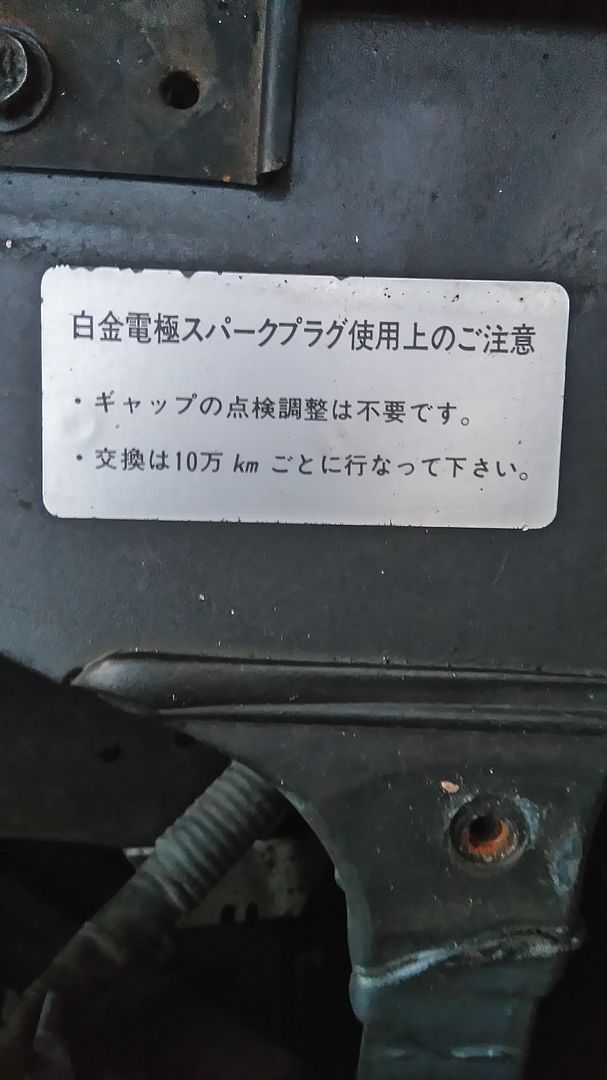 白金電極スパークプラグ使用上のご注意
・ギャップの点検調整は不要です。
・交換は10万kmごとに行なって下さい。